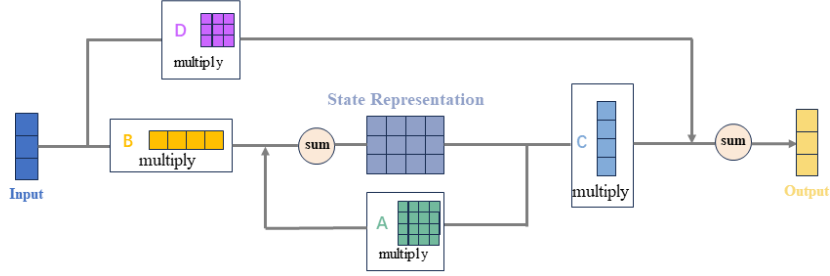 D
multiply
State Representation
B
multiply
sum
C
multiply
sum
Input
Output
A
multiply